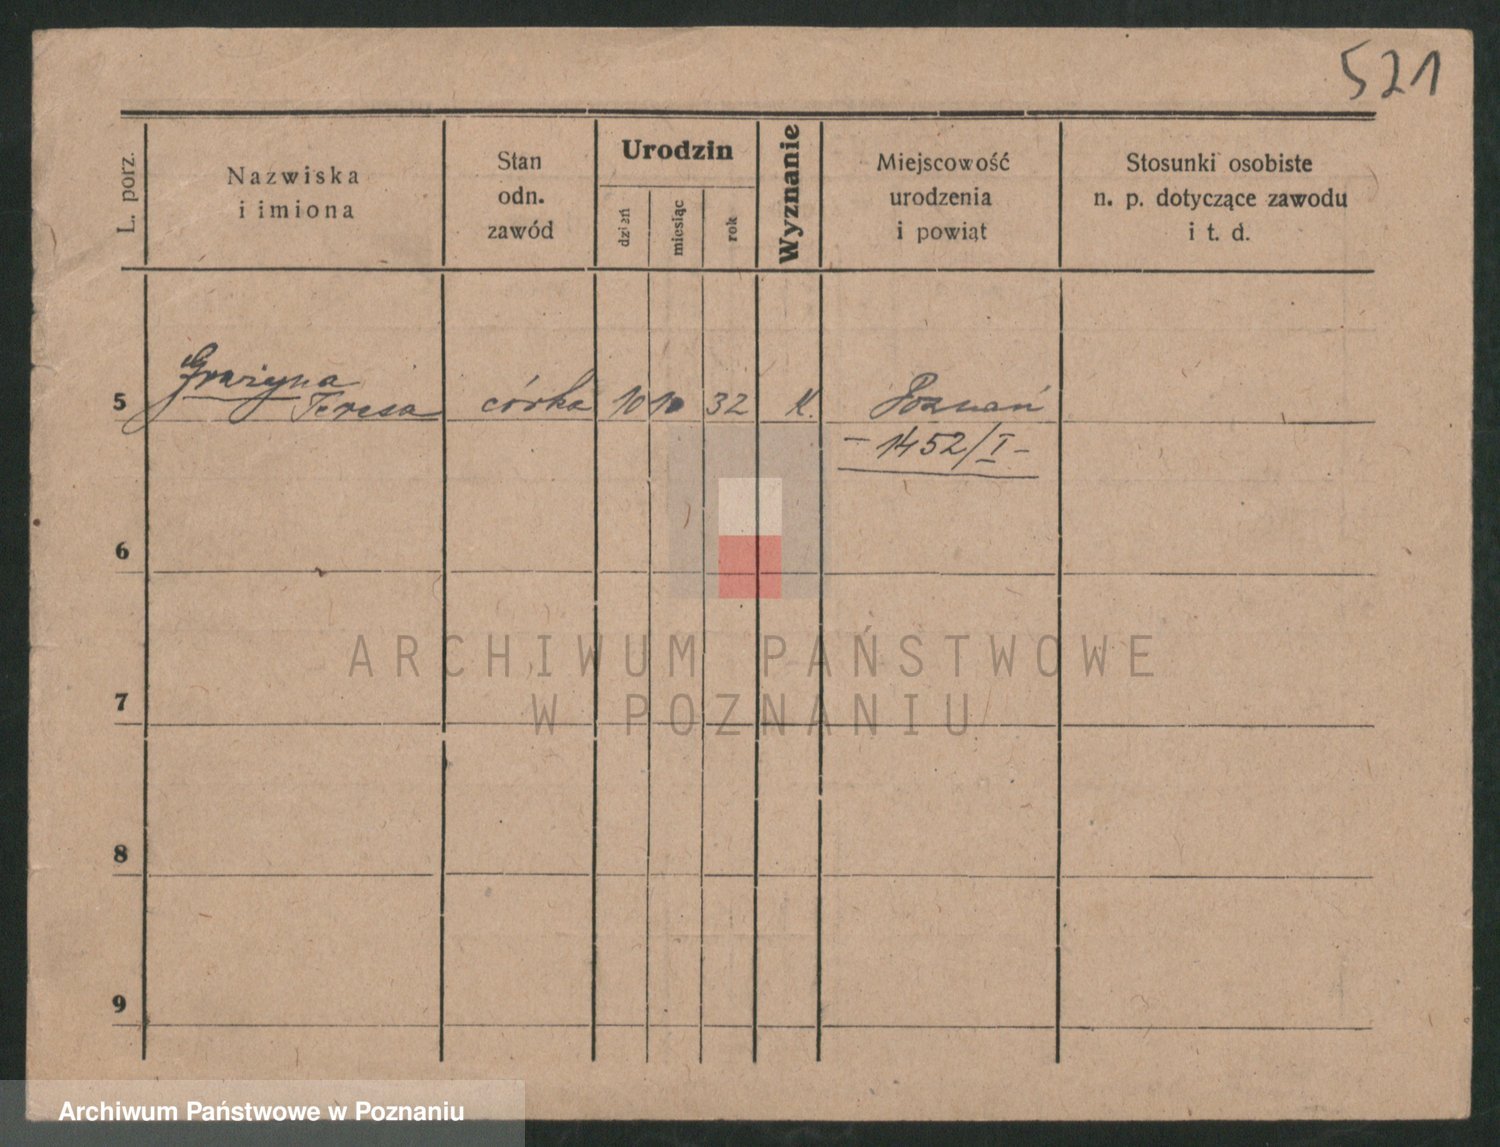 521
L. porz.
Nazwiska
i imiona
Stan
odn.
zawód
Urodzin
dzień
miesiąc
rok
Wyznanie
Miejscowość
urodzenia
i powiąt
Stosunki osobiste
n. p. dotyczące zawodu
i t. d.
5 Grażyna
Teresa córka 10 10 32 K. Poznań
- 1452/I -
6
7
8
9
ARCHIWUM PAŃSTWOWE
W POZNANIU
Archiwum Państwowe w Poznaniu